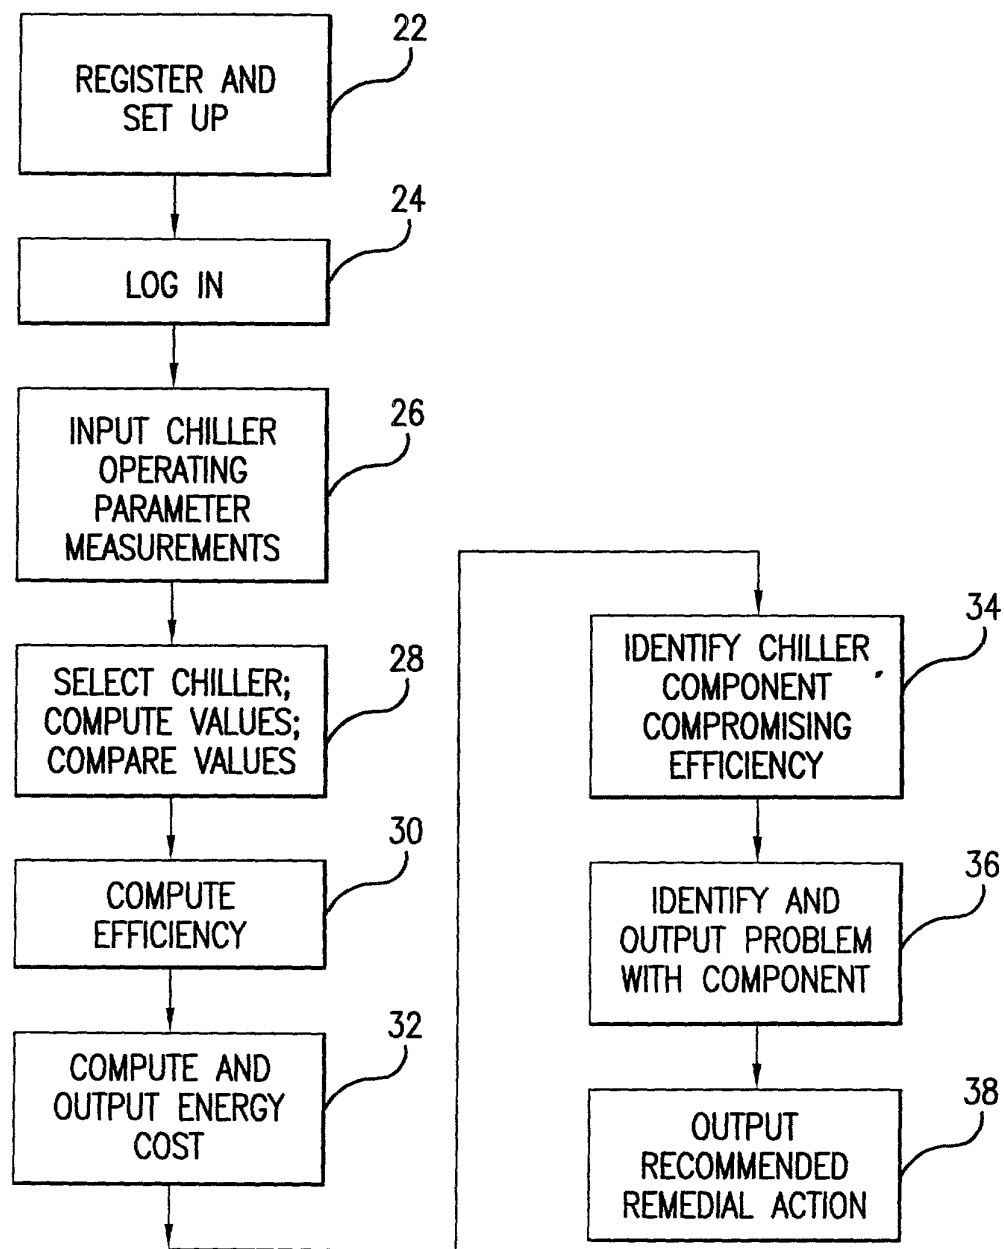 22
REGISTER AND
SET UP
24
LOG IN
26
INPUT CHILLER
OPERATING
PARAMETER
MEASUREMENTS
28
SELECT CHILLER;
COMPUTE VALUES;
COMPARE VALUES
30
COMPUTE
EFFICIENCY
32
COMPUTE AND
OUTPUT ENERGY
COST
34
IDENTIFY CHILLER
COMPONENT
COMPROMISING
EFFICIENCY
36
IDENTIFY AND
OUTPUT PROBLEM
WITH COMPONENT
38
OUTPUT
RECOMMENDED
REMEDIAL ACTION